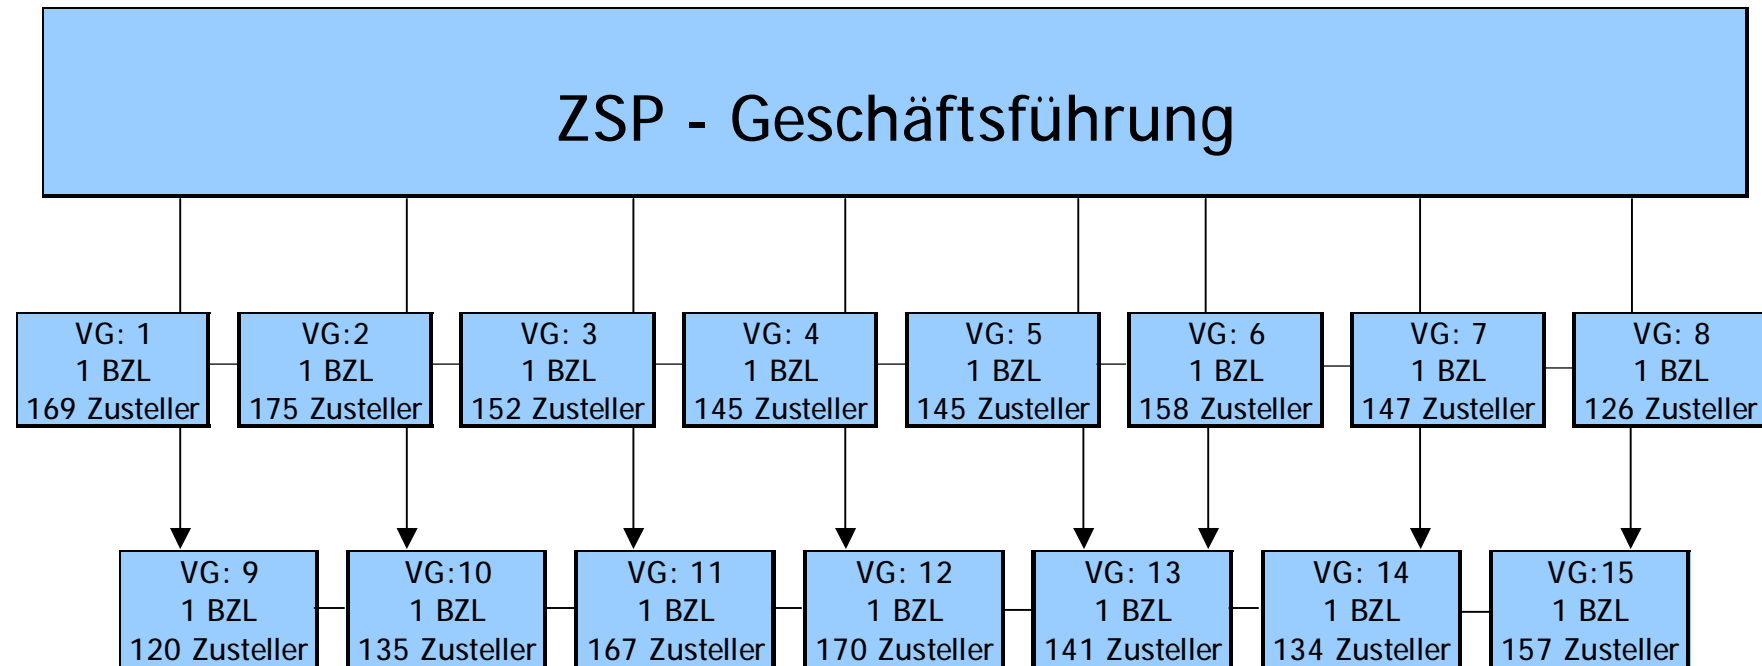 ZSP - Geschäftsführung
VG: 1
1 BZL
169 Zusteller
VG:2
1 BZL
175 Zusteller
VG: 3
1 BZL
152 Zusteller
VG: 4
1 BZL
145 Zusteller
VG: 5
1 BZL
145 Zusteller
VG: 6
1 BZL
158 Zusteller
VG: 7
1 BZL
147 Zusteller
VG: 8
1 BZL
126 Zusteller
VG: 9
1 BZL
120 Zusteller
VG:10
1 BZL
135 Zusteller
VG: 11
1 BZL
167 Zusteller
VG: 12
1 BZL
170 Zusteller
VG: 13
1 BZL
141 Zusteller
VG: 14
1 BZL
134 Zusteller
VG:15
1 BZL
157 Zusteller